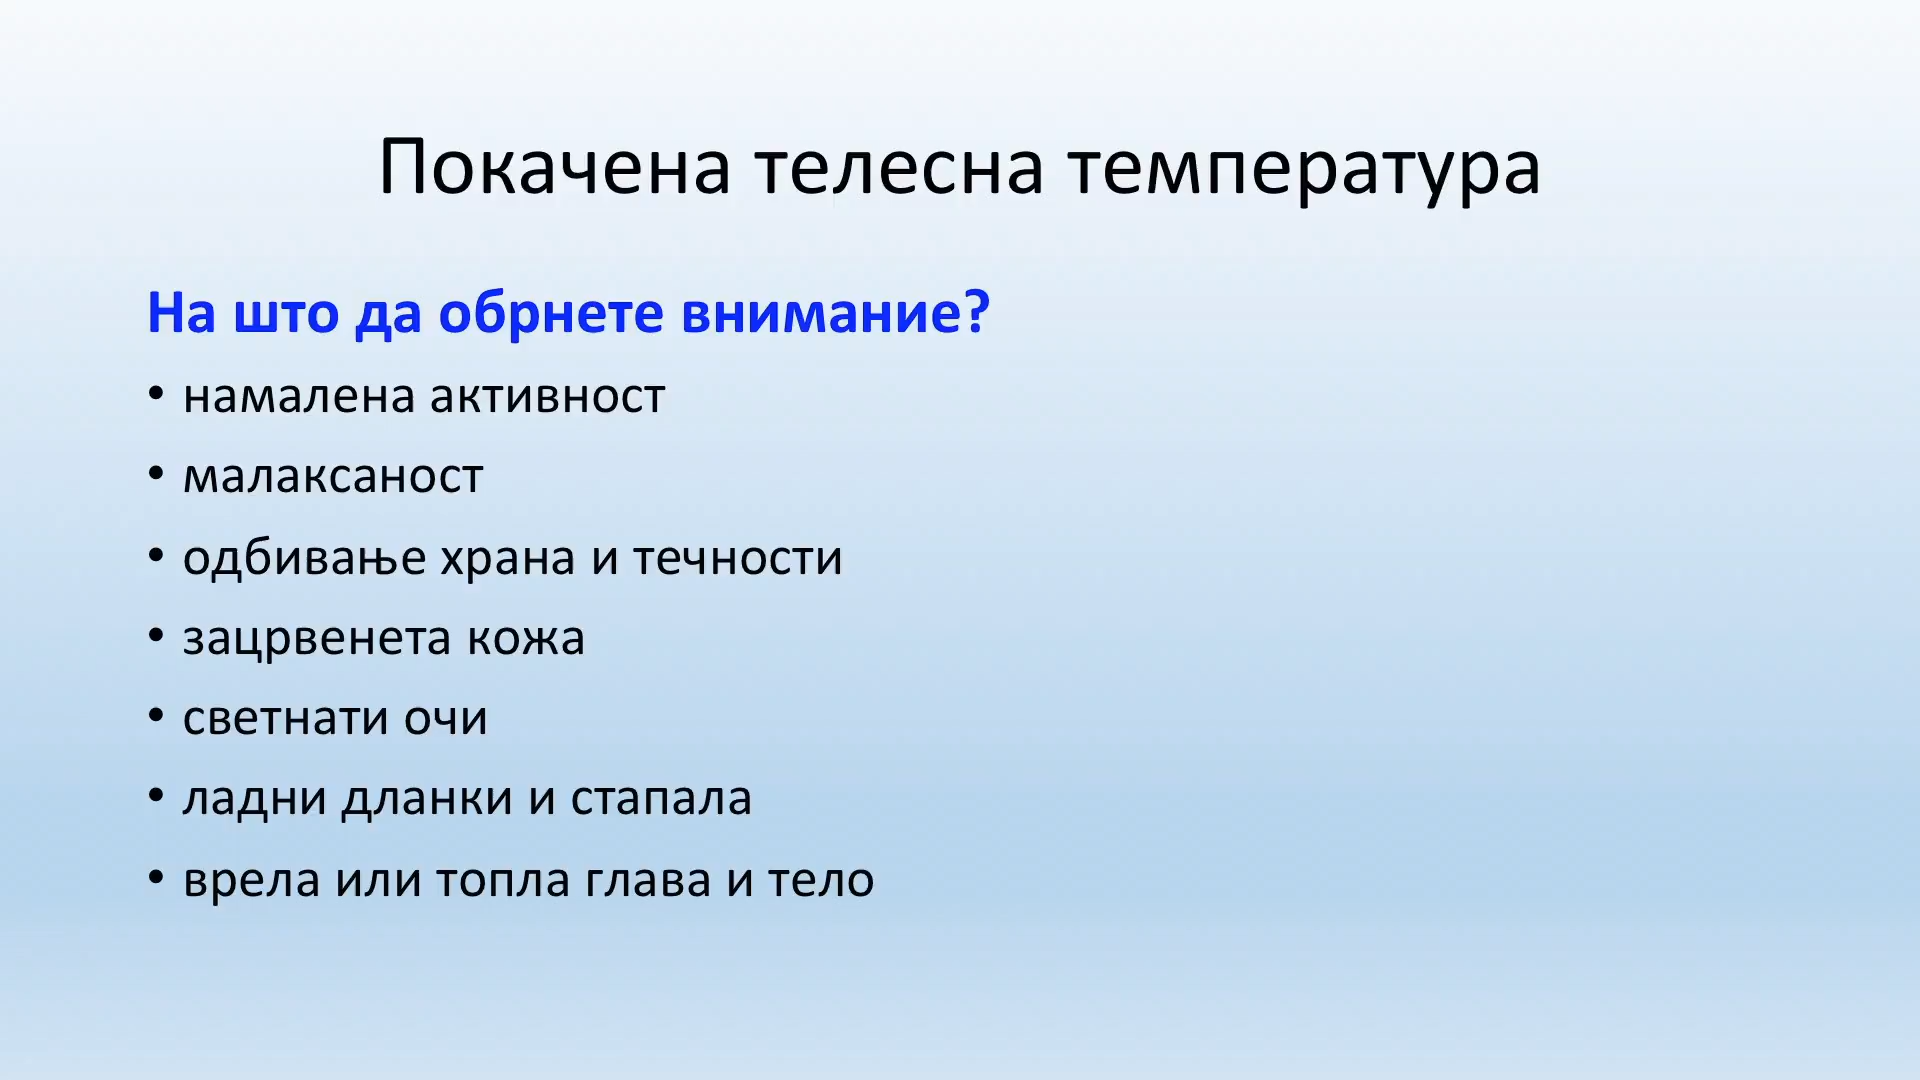 Покачена телесна температура
На што да обрнете внимание?
• намалена активност
• малаксаност
• одбивање храна и течности
• зацрвенета кожа
• светнати очи
• ладни дланки и стапала
• врела или топла глава и тело